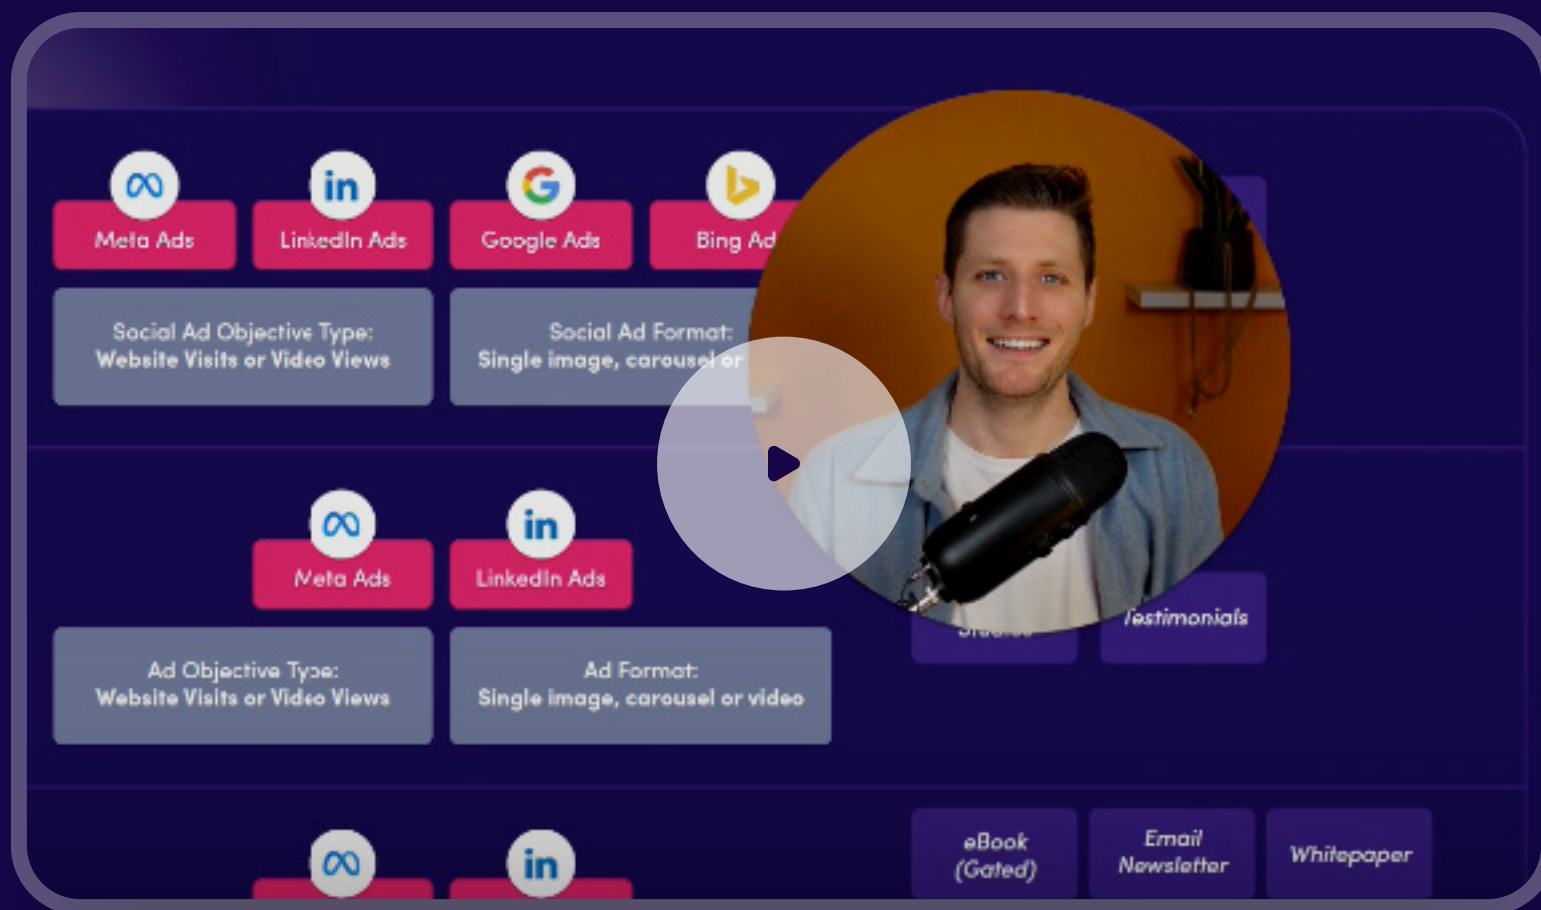 Meta Ads
LinkedIn Ads
Google Ads
Bing Ad
Social Ad Objective Type:
Website Visits or Video Views
Social Ad Format:
Single image, carousel or
Meta Ads
LinkedIn Ads
Testimonials
Ad Objective Type:
Website Visits or Video Views
Ad Format:
Single image, carousel or video
eBook
(Gated)
Email
Newsletter
Whitepaper